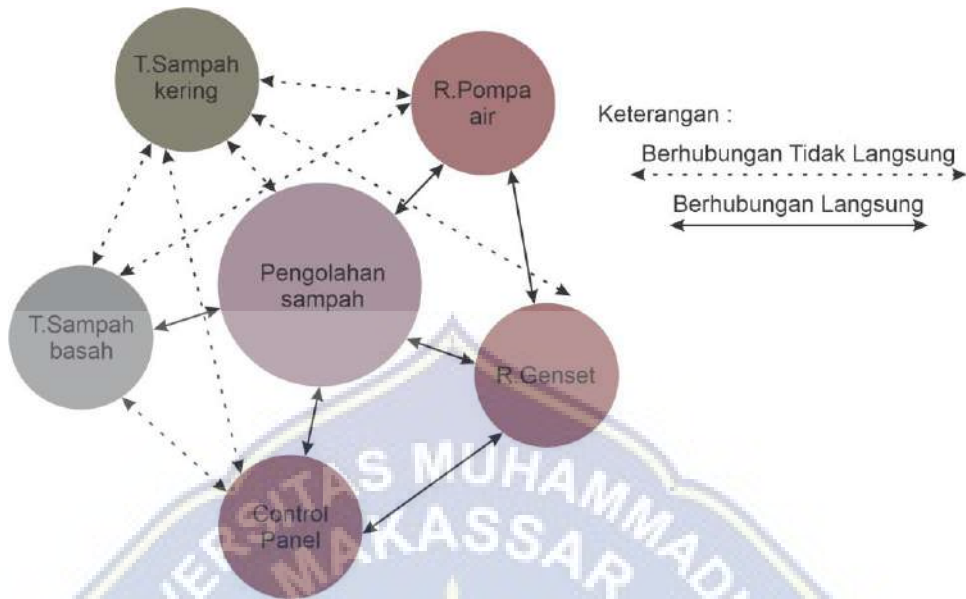 T.Sampah
kering
R.Pompa
air
Keterangan :
Berhubungan Tidak Langsung
Berhubungan Langsung
Pengolahan
sampah
T.Sampah
basah
R.Genset
Control
Panel
ERSITAS MUHAMMAD
MAKASSAR